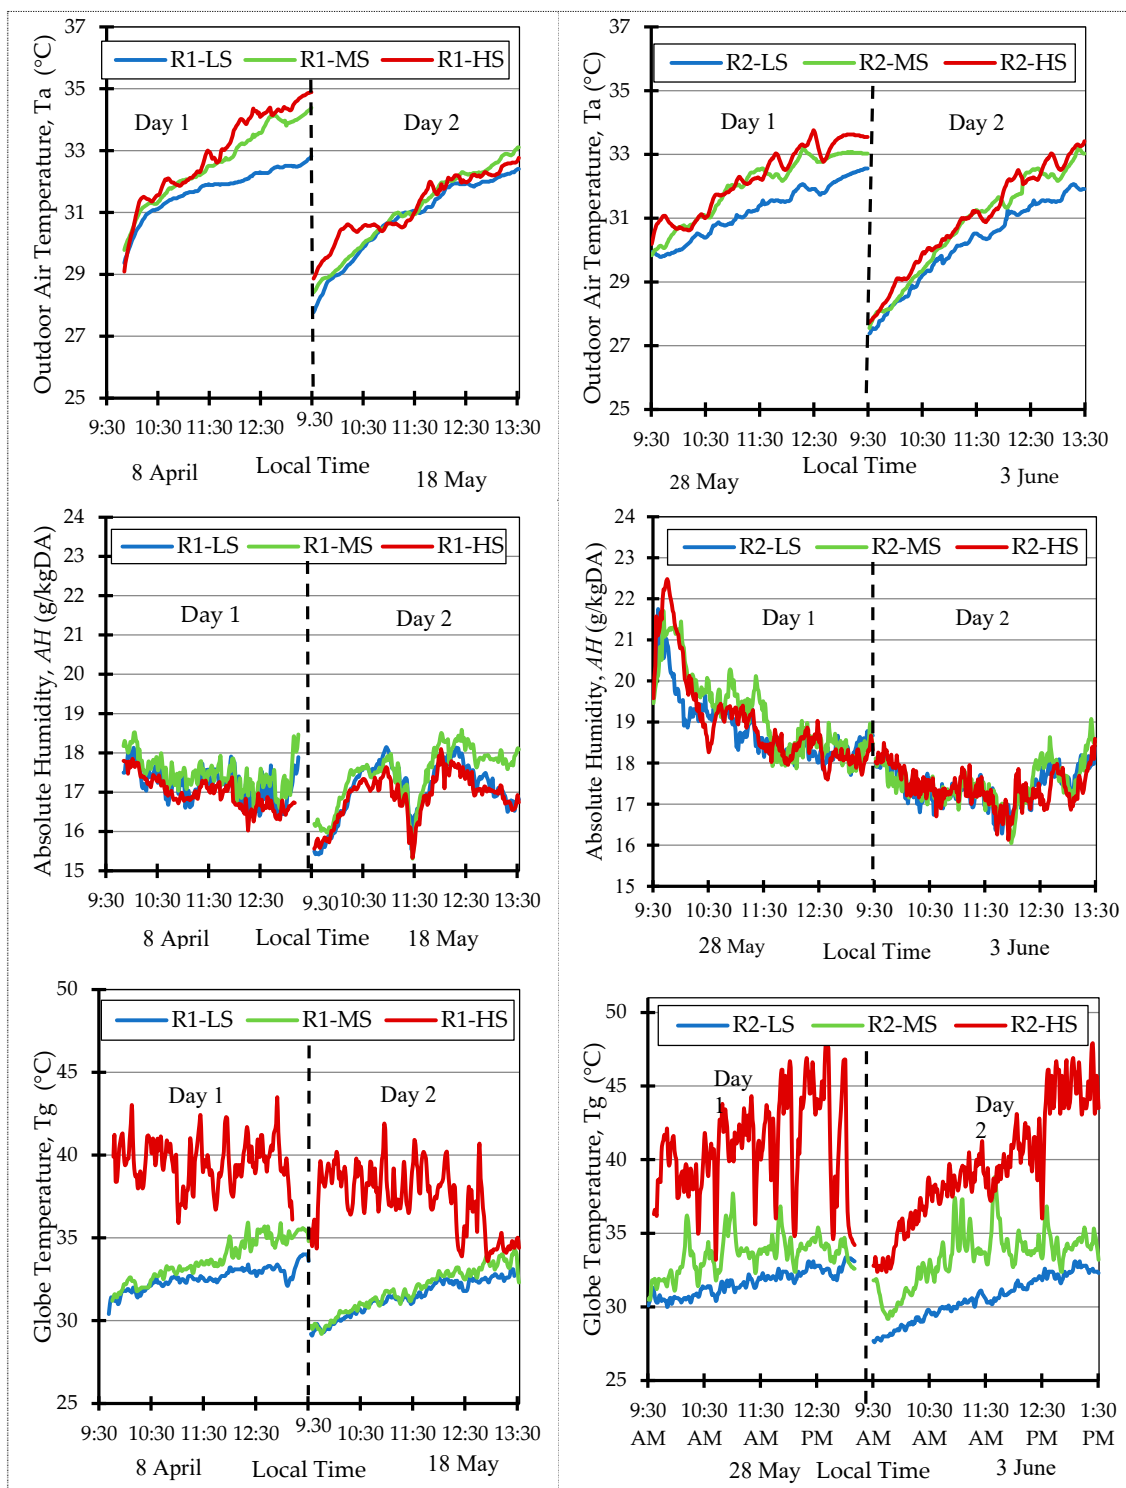 R1-LS R1-MS R1-HS
Day 1
Day 2
37
35
33
31
29
27
25
Outdoor Air Temperature, Ta (°C)
9:30 10:30 11:30 12:30 9.30 10:30 11:30 12:30 13:30
8 April Local Time 18 May
R2-LS R2-MS R2-HS
Day 1
Day 2
37
35
33
31
29
27
25
Outdoor Air Temperature, Ta (°C)
9:30 10:30 11:30 12:30 9:30 10:30 11:30 12:30 13:30
28 May Local Time 3 June
R1-LS R1-MS R1-HS
Day 1
Day 2
24
23
22
21
20
19
18
17
16
15
Absolute Humidity, AH (g/kgDA)
9:30 10:30 11:30 12:30 9.30 10:30 11:30 12:30 13:30
8 April Local Time 18 May
R2-LS R2-MS R2-HS
Day 1
Day 2
24
23
22
21
20
19
18
17
16
15
Absolute Humidity, AH (g/kgDA)
9:30 10:30 11:30 12:30 9:30 10:30 11:30 12:30 13:30
28 May Local Time 3 June
R1-LS R1-MS R1-HS
Day 1
Day 2
50
45
40
35
30
25
Globe Temperature, Tg (°C)
9:30 10:30 11:30 12:30 9.30 10:30 11:30 12:30 13:30
8 April Local Time 18 May
R2-LS R2-MS R2-HS
Day
1
Day
2
50
45
40
35
30
25
Globe Temperature, Tg (°C)
9:30 10:30 11:30 12:30 9:30 10:30 11:30 12:30 1:30
AM AM AM PM AM AM AM PM PM
28 May Local Time 3 June